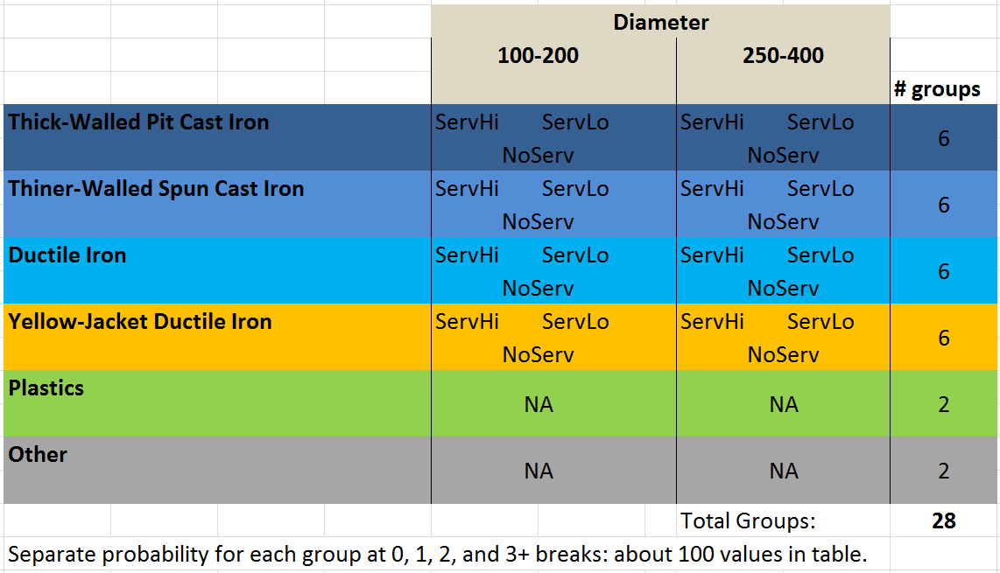 Diameter
100-200 250-400
# groups
Thick-Walled Pit Cast Iron ServHi ServLo ServHi ServLo
NoServ NoServ 6
Thiner-Walled Spun Cast Iron ServHi ServLo ServHi ServLo
NoServ NoServ 6
Ductile Iron ServHi ServLo ServHi ServLo
NoServ NoServ 6
Yellow-Jacket Ductile Iron ServHi ServLo ServHi ServLo
NoServ NoServ 6
Plastics
NA NA 2
Other
NA NA 2
Total Groups: 28
Separate probability for each group at 0, 1, 2, and 3+ breaks: about 100 values in table.